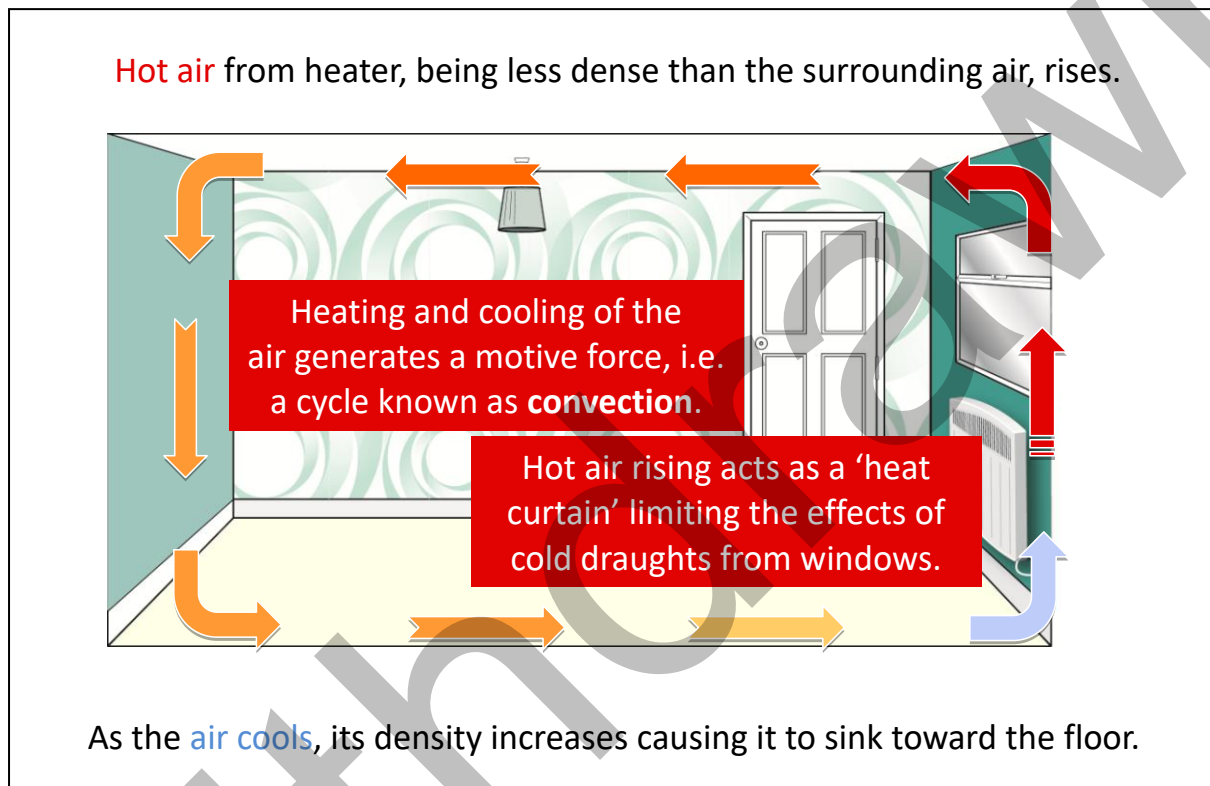 Hot air from heater, being less dense than the surrounding air, rises.
Heating and cooling of the
air generates a motive force, i.e.
a cycle known as convection.
Hot air rising acts as a ‘heat
curtain’ limiting the effects of
cold draughts from windows.
As the air cools, its density increases causing it to sink toward the floor.